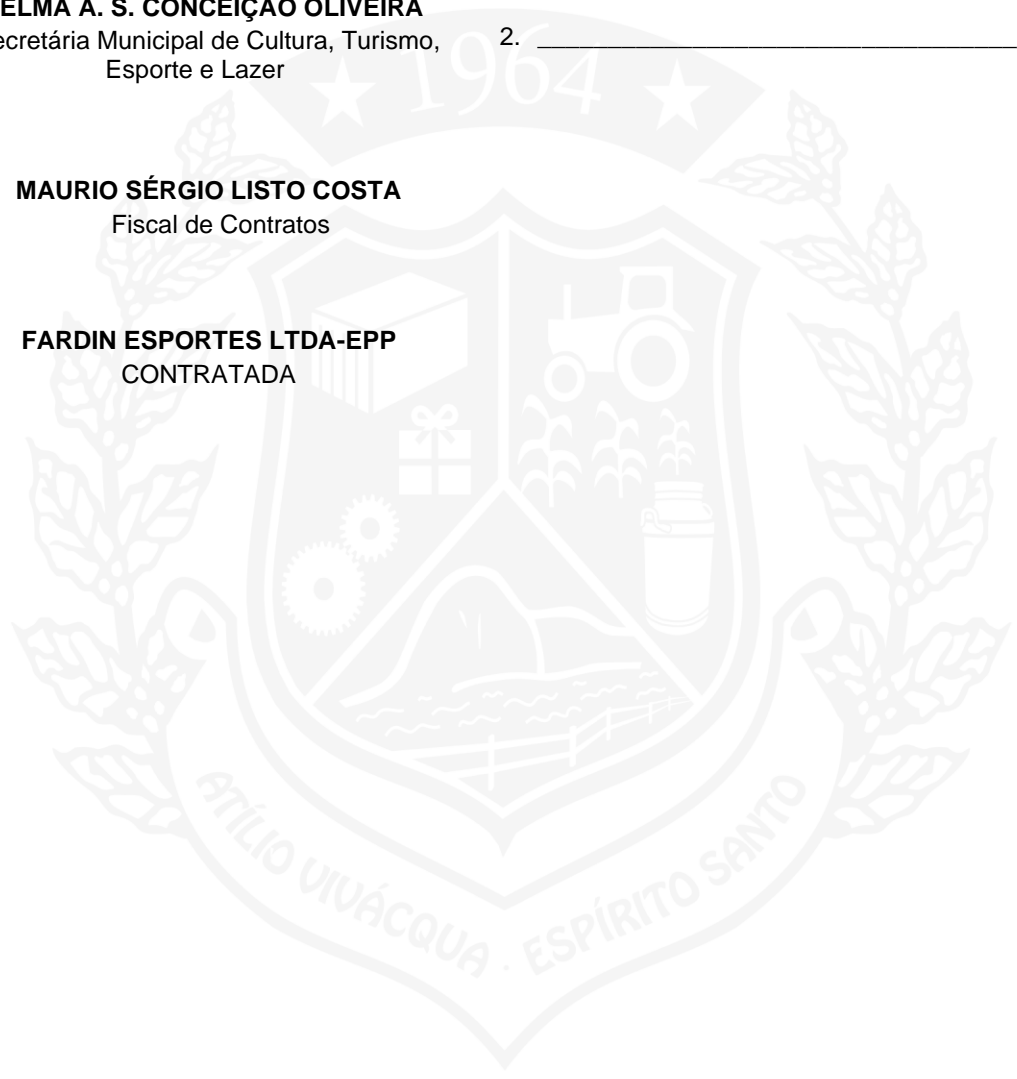 ELMA A. S. CONCEIÇÃO OLIVEIRA
ecretária Municipal de Cultura, Turismo,
Esporte e Lazer
2. ___________________________________
MAURIO SÉRGIO LISTO COSTA
Fiscal de Contratos
FARDIN ESPORTES LTDA-EPP
CONTRATADA
1964
ATÍLIO VIVÁCQUA . ESPÍRITO SANTO